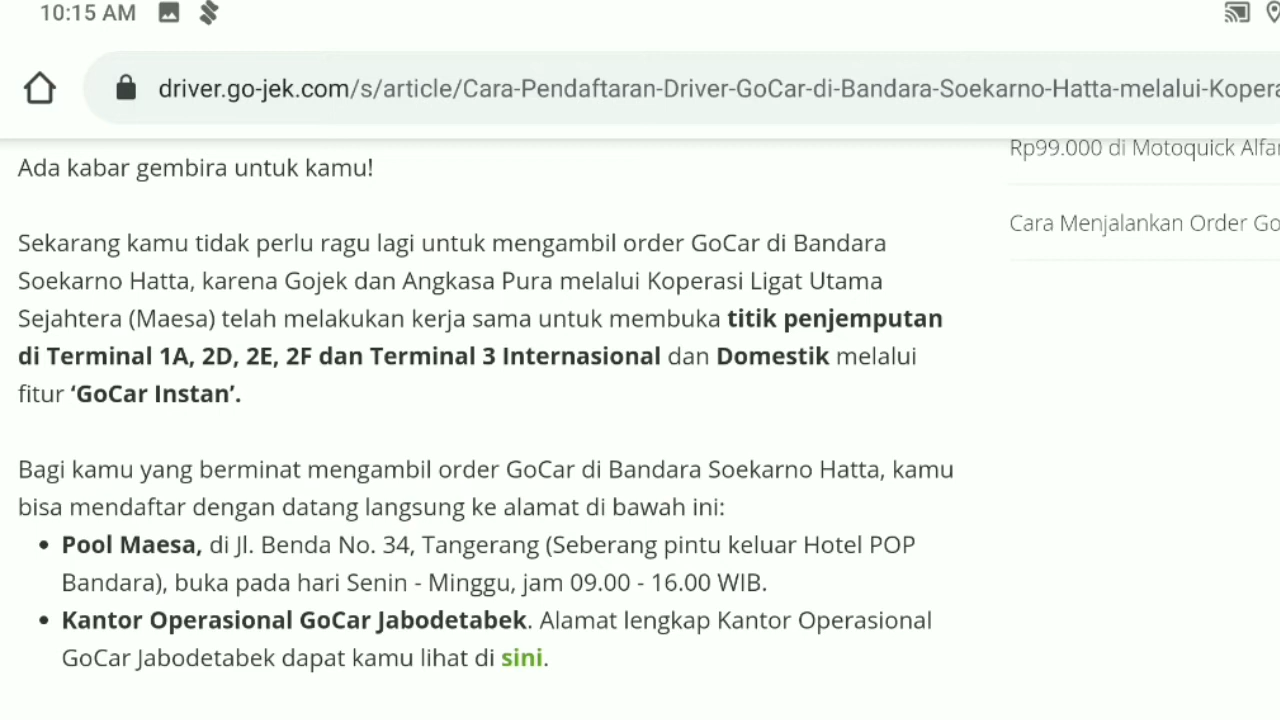 10:15 AM
driver.go-jek.com/s/article/Cara-Pendaftaran-Driver-GoCar-di-Bandara-Soekarno-Hatta-melalui-Kopera
Ada kabar gembira untuk kamu!
Sekarang kamu tidak perlu ragu lagi untuk mengambil order GoCar di Bandara
Soekarno Hatta, karena Gojek dan Angkasa Pura melalui Koperasi Ligat Utama
Sejahtera (Maesa) telah melakukan kerja sama untuk membuka titik penjemputan
di Terminal 1A, 2D, 2E, 2F dan Terminal 3 Internasional dan Domestik melalui
fitur ‘GoCar Instan’.
Bagi kamu yang berminat mengambil order GoCar di Bandara Soekarno Hatta, kamu
bisa mendaftar dengan datang langsung ke alamat di bawah ini:
• Pool Maesa, di Jl. Benda No. 34, Tangerang (Seberang pintu keluar Hotel POP
Bandara), buka pada hari Senin - Minggu, jam 09.00 - 16.00 WIB.
• Kantor Operasional GoCar Jabodetabek. Alamat lengkap Kantor Operasional
GoCar Jabodetabek dapat kamu lihat di sini.
Rp99.000 di Motoquick Alfa
Cara Menjalankan Order Go